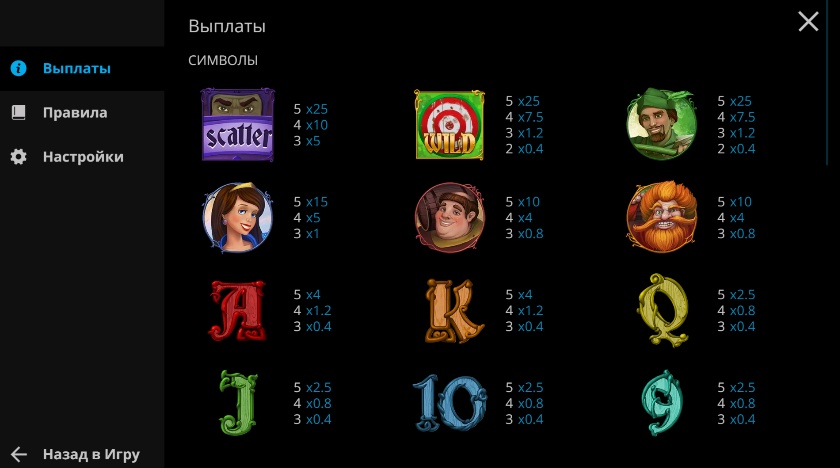 Выплаты
Правила
Настройки
Назад в Игру
Выплаты
СИМВОЛЫ
scatter
5 x25
4 x10
3 x5
WILD
5 x25
4 x7.5
3 x1.2
2 x0.4
5 x25
4 x7.5
3 x1.2
2 x0.4
5 x15
4 x5
3 x1
5 x10
4 x4
3 x0.8
5 x10
4 x4
3 x0.8
A
5 x4
4 x1.2
3 x0.4
K
5 x4
4 x1.2
3 x0.4
Q
5 x2.5
4 x0.8
3 x0.4
J
5 x2.5
4 x0.8
3 x0.4
10
5 x2.5
4 x0.8
3 x0.4
9
5 x2.5
4 x0.8
3 x0.4